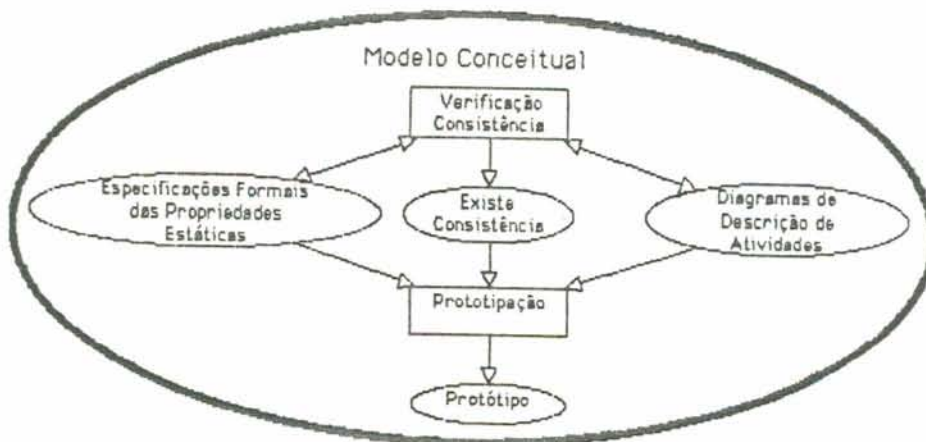 Modelo Conceitual
Verificação
Consistência
Especificações Formais
das Propriedades
Estáticas
Existe
Consistência
Diagramas de
Descrição de
Atividades
Prototipação
Protótipo